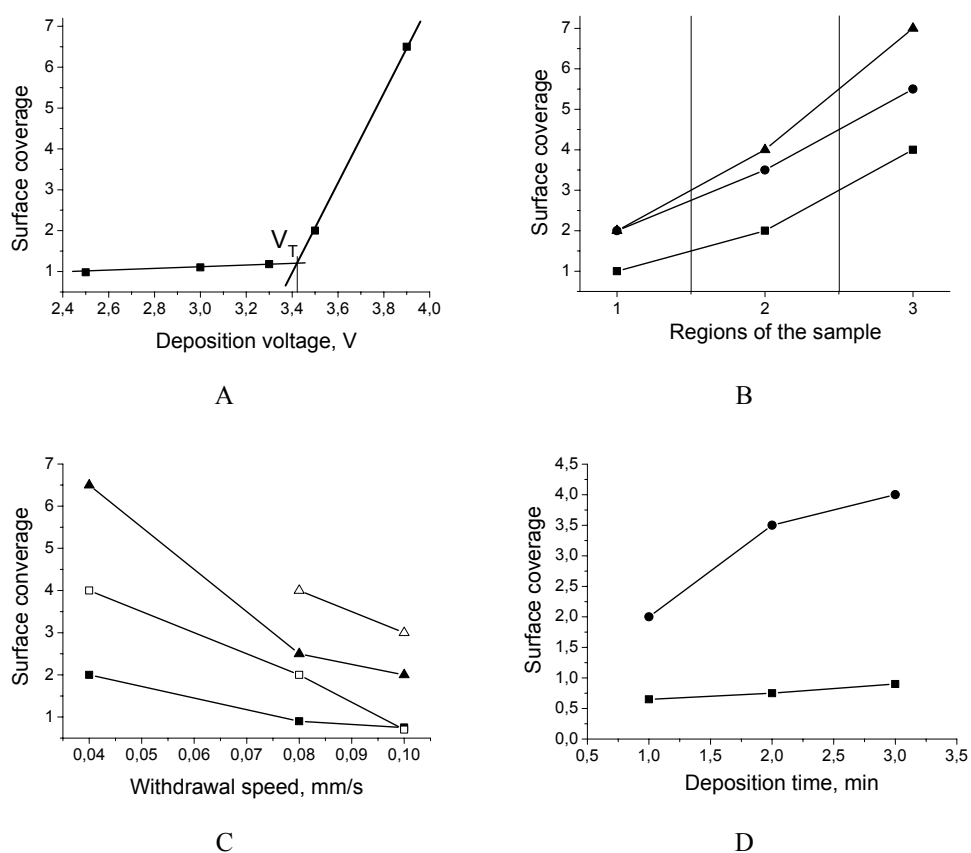 7
6
5
4
3
2
1
Surface coverage
V_T
2,4 2,6 2,8 3,0 3,2 3,4 3,6 3,8 4,0
Deposition voltage, V
A
7
6
5
4
3
2
1
Surface coverage
1 2 3
Regions of the sample
B
7
6
5
4
3
2
1
Surface converage
0,04 0,05 0,06 0,07 0,08 0,09 0,10
Withdrawal speed, mm/s
C
4,5
4,0
3,5
3,0
2,5
2,0
1,5
1,0
0,5
0,0
Surface coverage
0,5 1,0 1,5 2,0 2,5 3,0 3,5
Deposition time, min
D